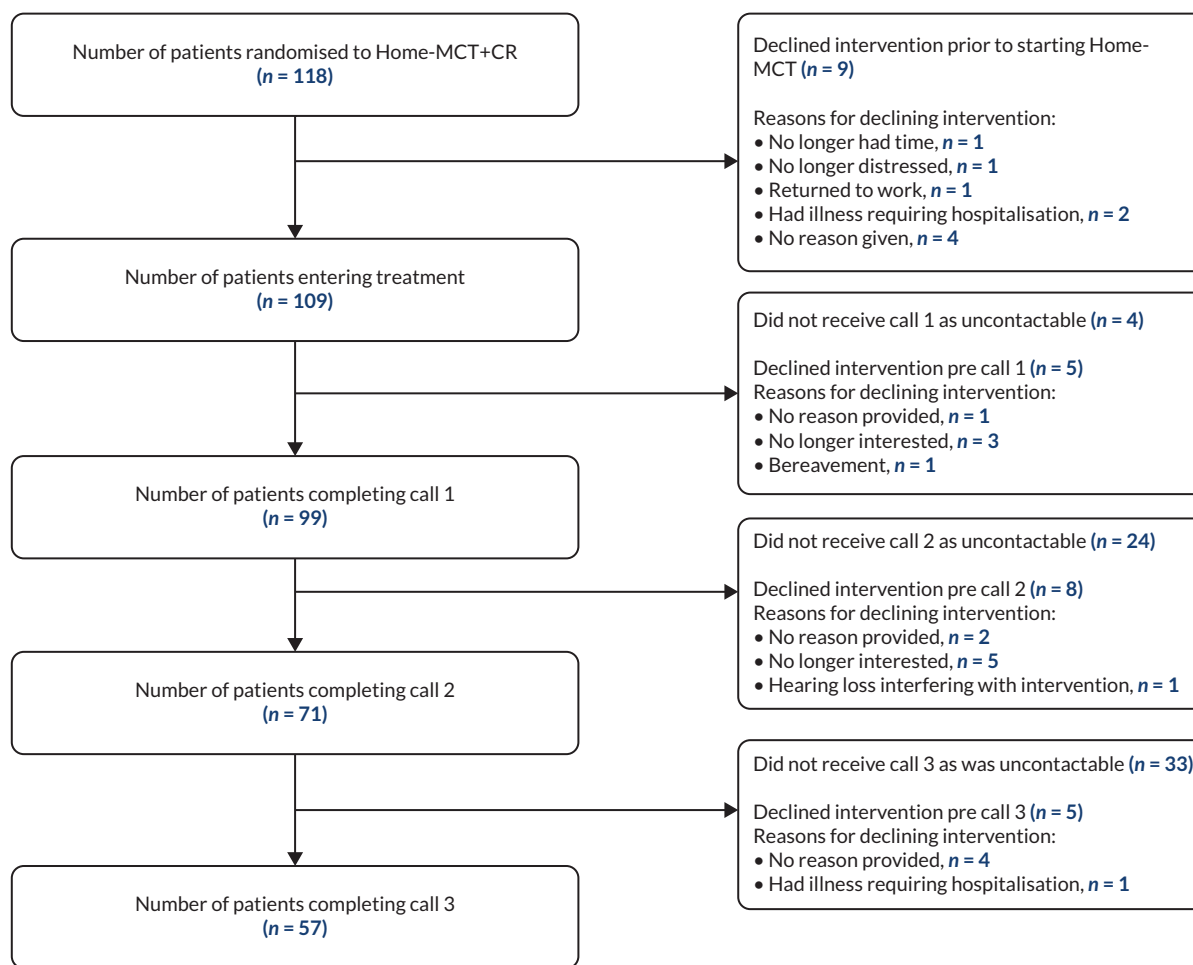 Number of patients randomised to Home-MCT+CR
(n = 118)
Declined intervention prior to starting Home-
MCT (n = 9)
Reasons for declining intervention:
• No longer had time, n = 1
• No longer distressed, n = 1
• Returned to work, n = 1
• Had illness requiring hospitalisation, n = 2
• No reason given, n = 4
Number of patients entering treatment
(n = 109)
Did not receive call 1 as uncontactable (n = 4)
Declined intervention pre call 1 (n = 5)
Reasons for declining intervention:
• No reason provided, n = 1
• No longer interested, n = 3
• Bereavement, n = 1
Number of patients completing call 1
(n = 99)
Did not receive call 2 as uncontactable (n = 24)
Declined intervention pre call 2 (n = 8)
Reasons for declining intervention:
• No reason provided, n = 2
• No longer interested, n = 5
• Hearing loss interfering with intervention, n = 1
Number of patients completing call 2
(n = 71)
Did not receive call 3 as was uncontactable (n = 33)
Declined intervention pre call 3 (n = 5)
Reasons for declining intervention:
• No reason provided, n = 4
• Had illness requiring hospitalisation, n = 1
Number of patients completing call 3
(n = 57)